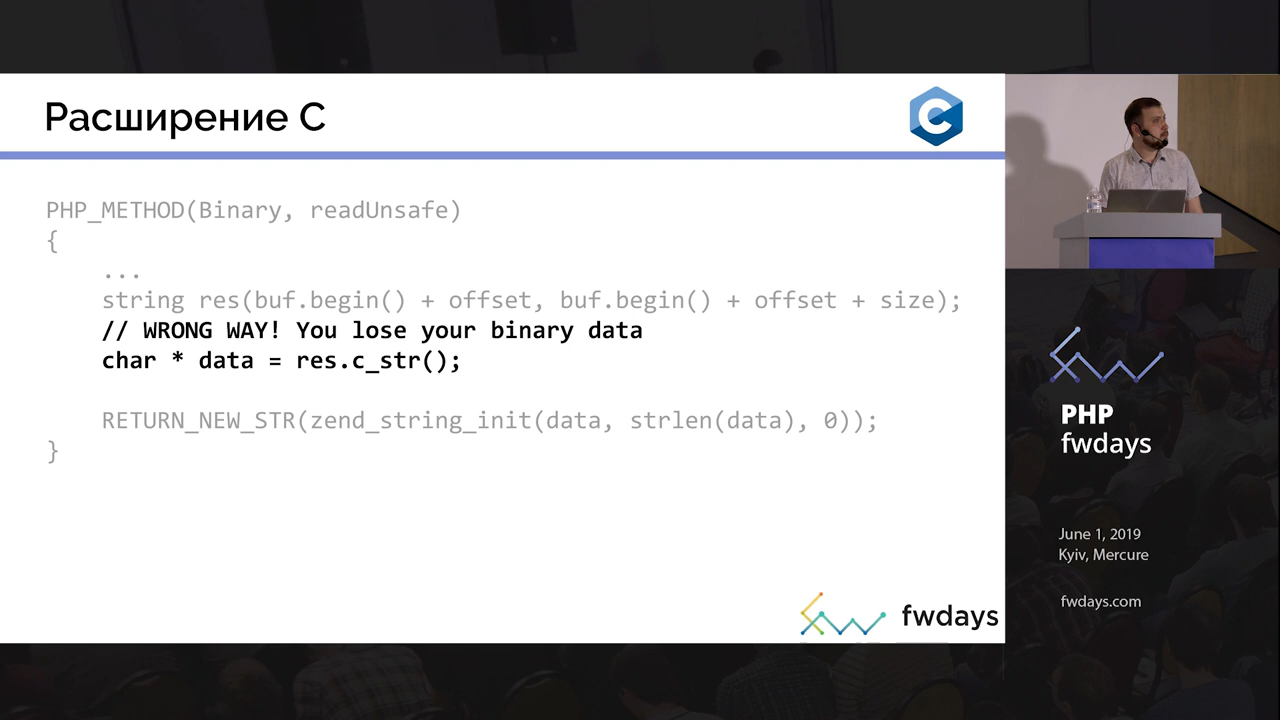 Расширение C
C
PHP_METHOD(Binary, readUnsafe)
{
...
string res(buf.begin() + offset, buf.begin() + offset + size);
// WRONG WAY! You lose your binary data
char * data = res.c_str();
RETURN_NEW_STR(zend_string_init(data, strlen(data), 0));
}
fwdays
PHP
fwdays
June 1, 2019
Kyiv, Mercure
fwdays.com